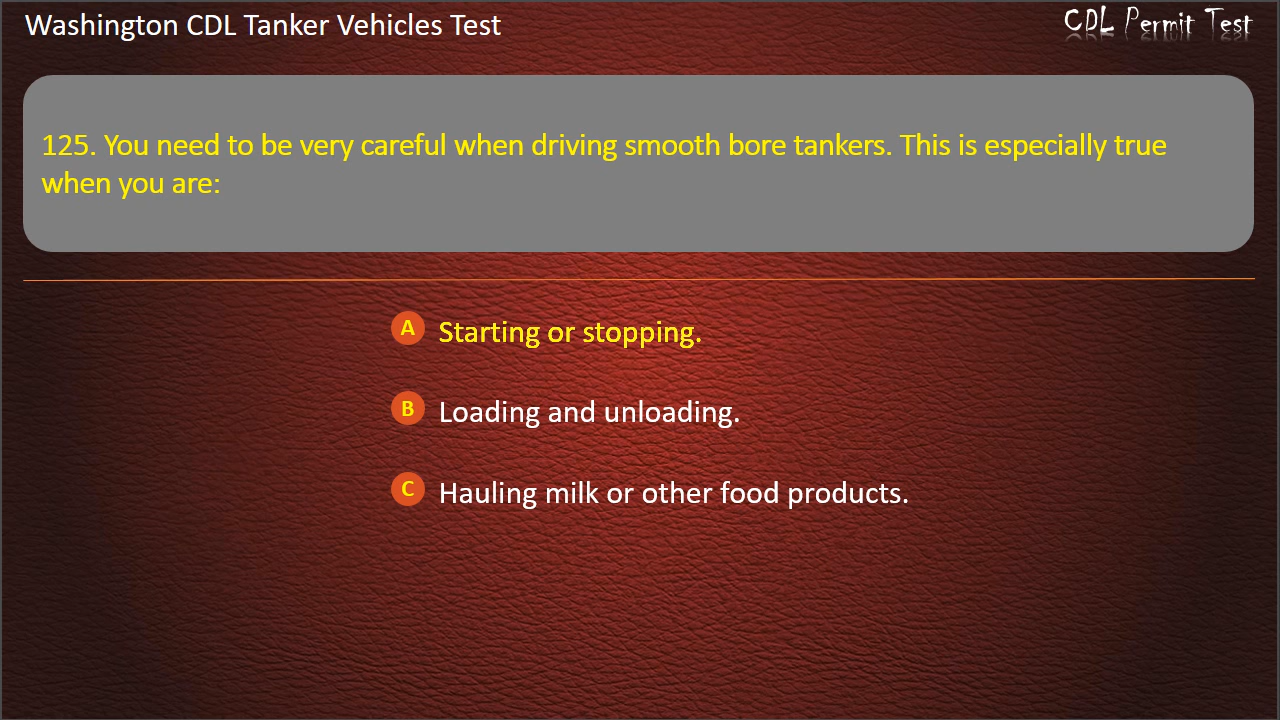 Washington CDL Tanker Vehicles Test
CDL Permit Test
125. You need to be very careful when driving smooth bore tankers. This is especially true
when you are:
A Starting or stopping.
B Loading and unloading.
C Hauling milk or other food products.